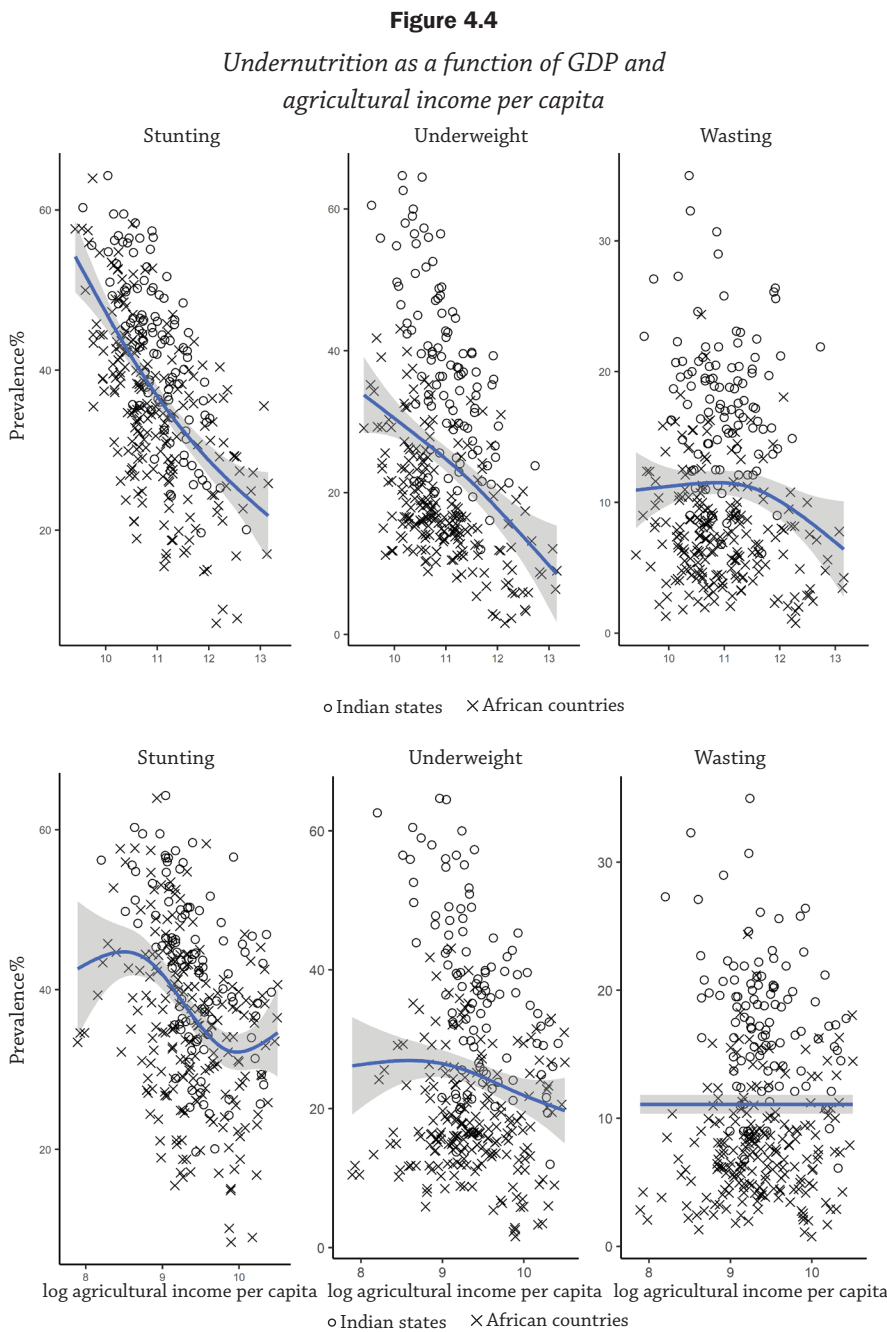 Figure 4.4
Undernutrition as a function of GDP and
agricultural income per capita
Stunting Underweight Wasting
Prevalence%
60
40
20
10 11 12 13
60
40
20
0
10 11 12 13
30
20
10
0
10 11 12 13
Indian states African countries
Stunting Underweight Wasting
Prevalence%
60
40
20
8 9 10
60
40
20
0
8 9 10
30
20
10
0
8 9 10
log agricultural income per capita log agricultural income per capita log agricultural income per capita
Indian states African countries